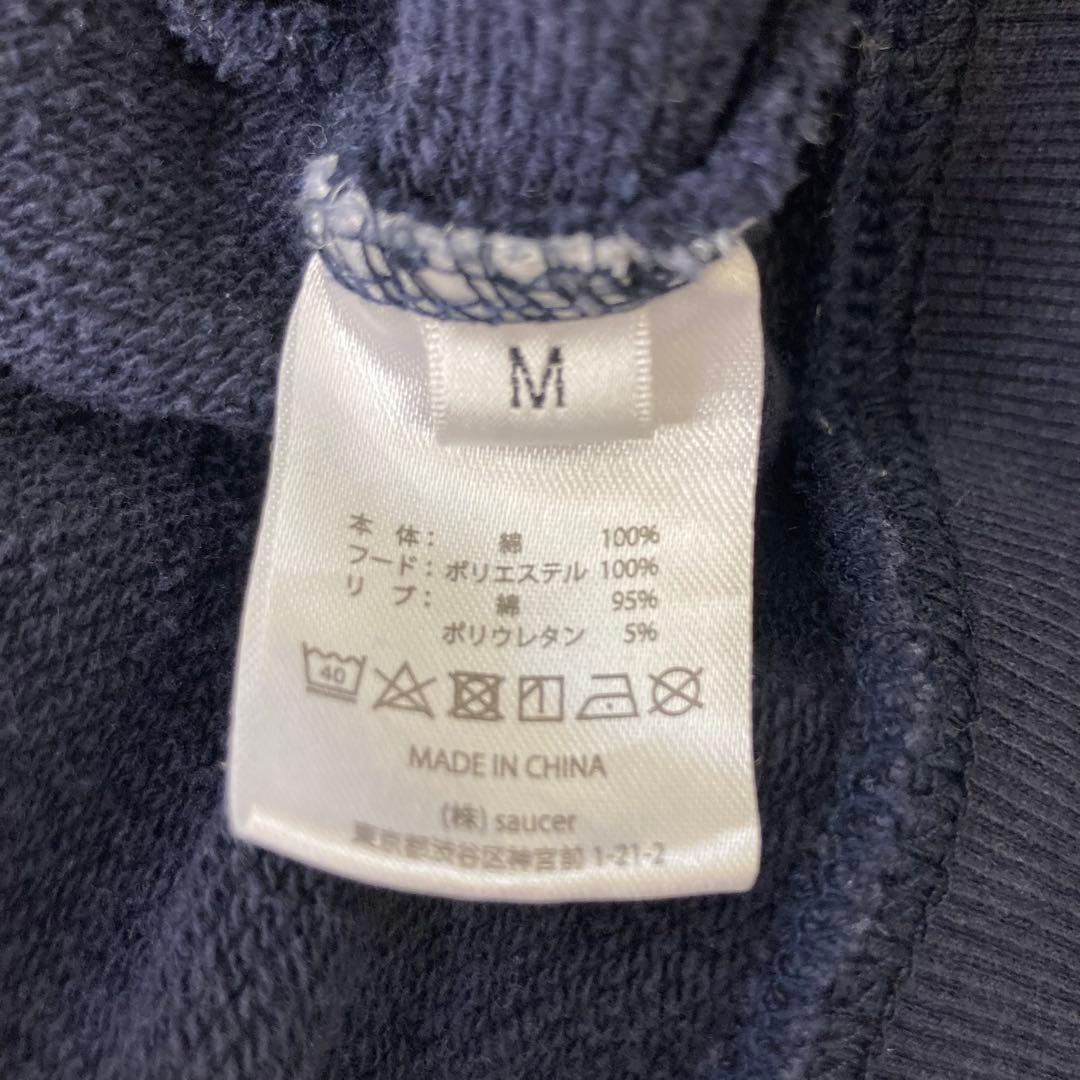 M
本 体: 綿 100%
フード: ポリエステル 100%
リ ブ: 綿 95%
ポリウレタン 5%
40
MADE IN CHINA
(株) saucer
東京都渋谷区神宮前 1-21-2